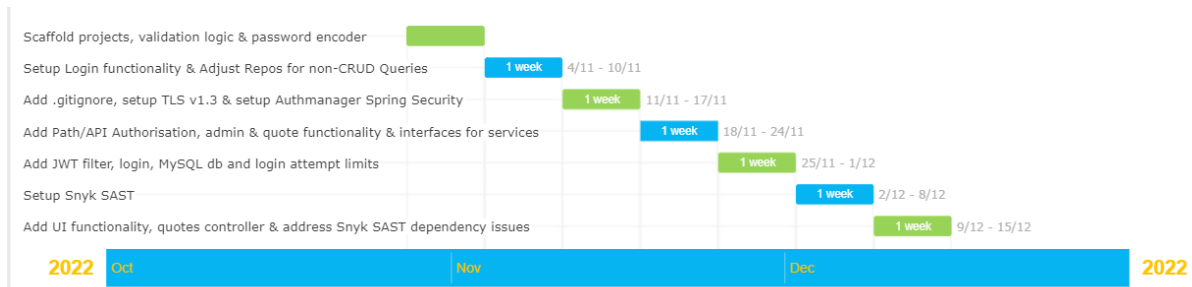 Scaffold projects, validation logic & password encoder
Setup Login functionality & Adjust Repos for non-CRUD Queries 1 week 4/11 - 10/11
Add .gitignore, setup TLS v1.3 & setup Authmanager Spring Security 1 week 11/11 - 17/11
Add Path/API Authorisation, admin & quote functionality & interfaces for services 1 week 18/11 - 24/11
Add JWT filter, login, MySQL db and login attempt limits 1 week 25/11 - 1/12
Setup Snyk SAST 1 week 2/12 - 8/12
Add UI functionality, quotes controller & address Snyk SAST dependency issues 1 week 9/12 - 15/12
2022 Oct Nov Dec 2022